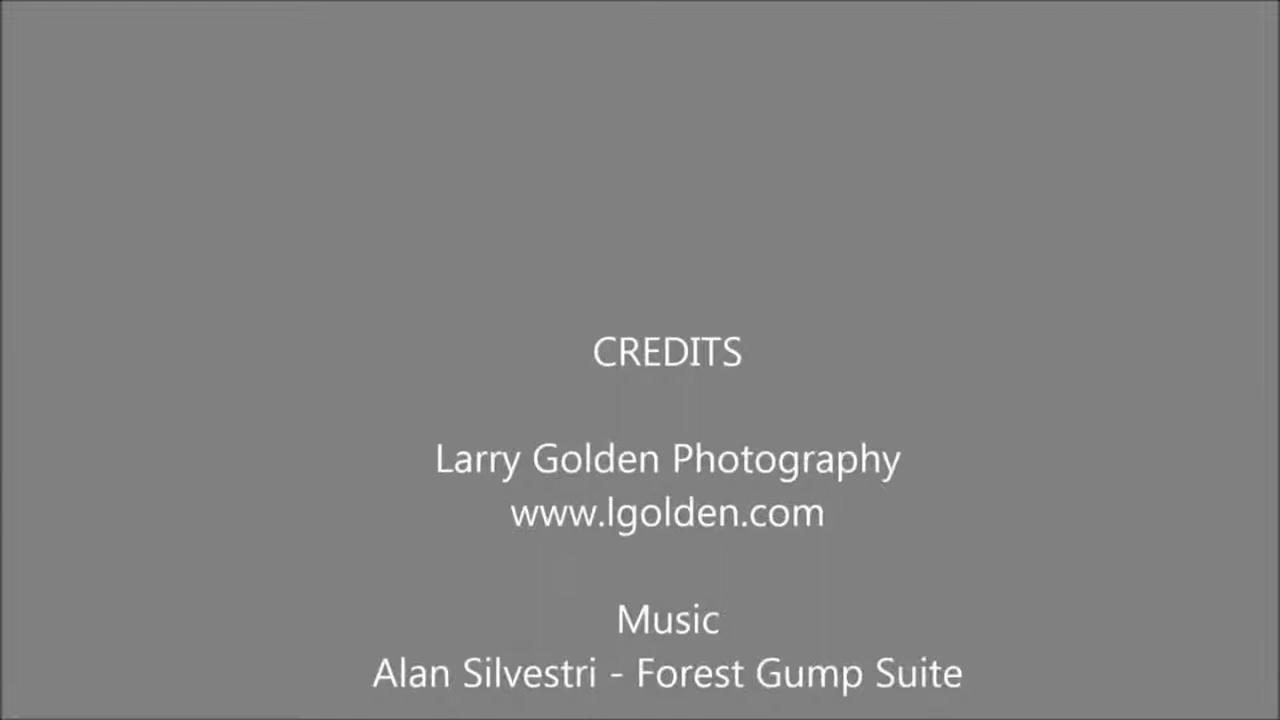 CREDITS
Larry Golden Photography
www.lgolden.com
Music
Alan Silvestri - Forest Gump Suite